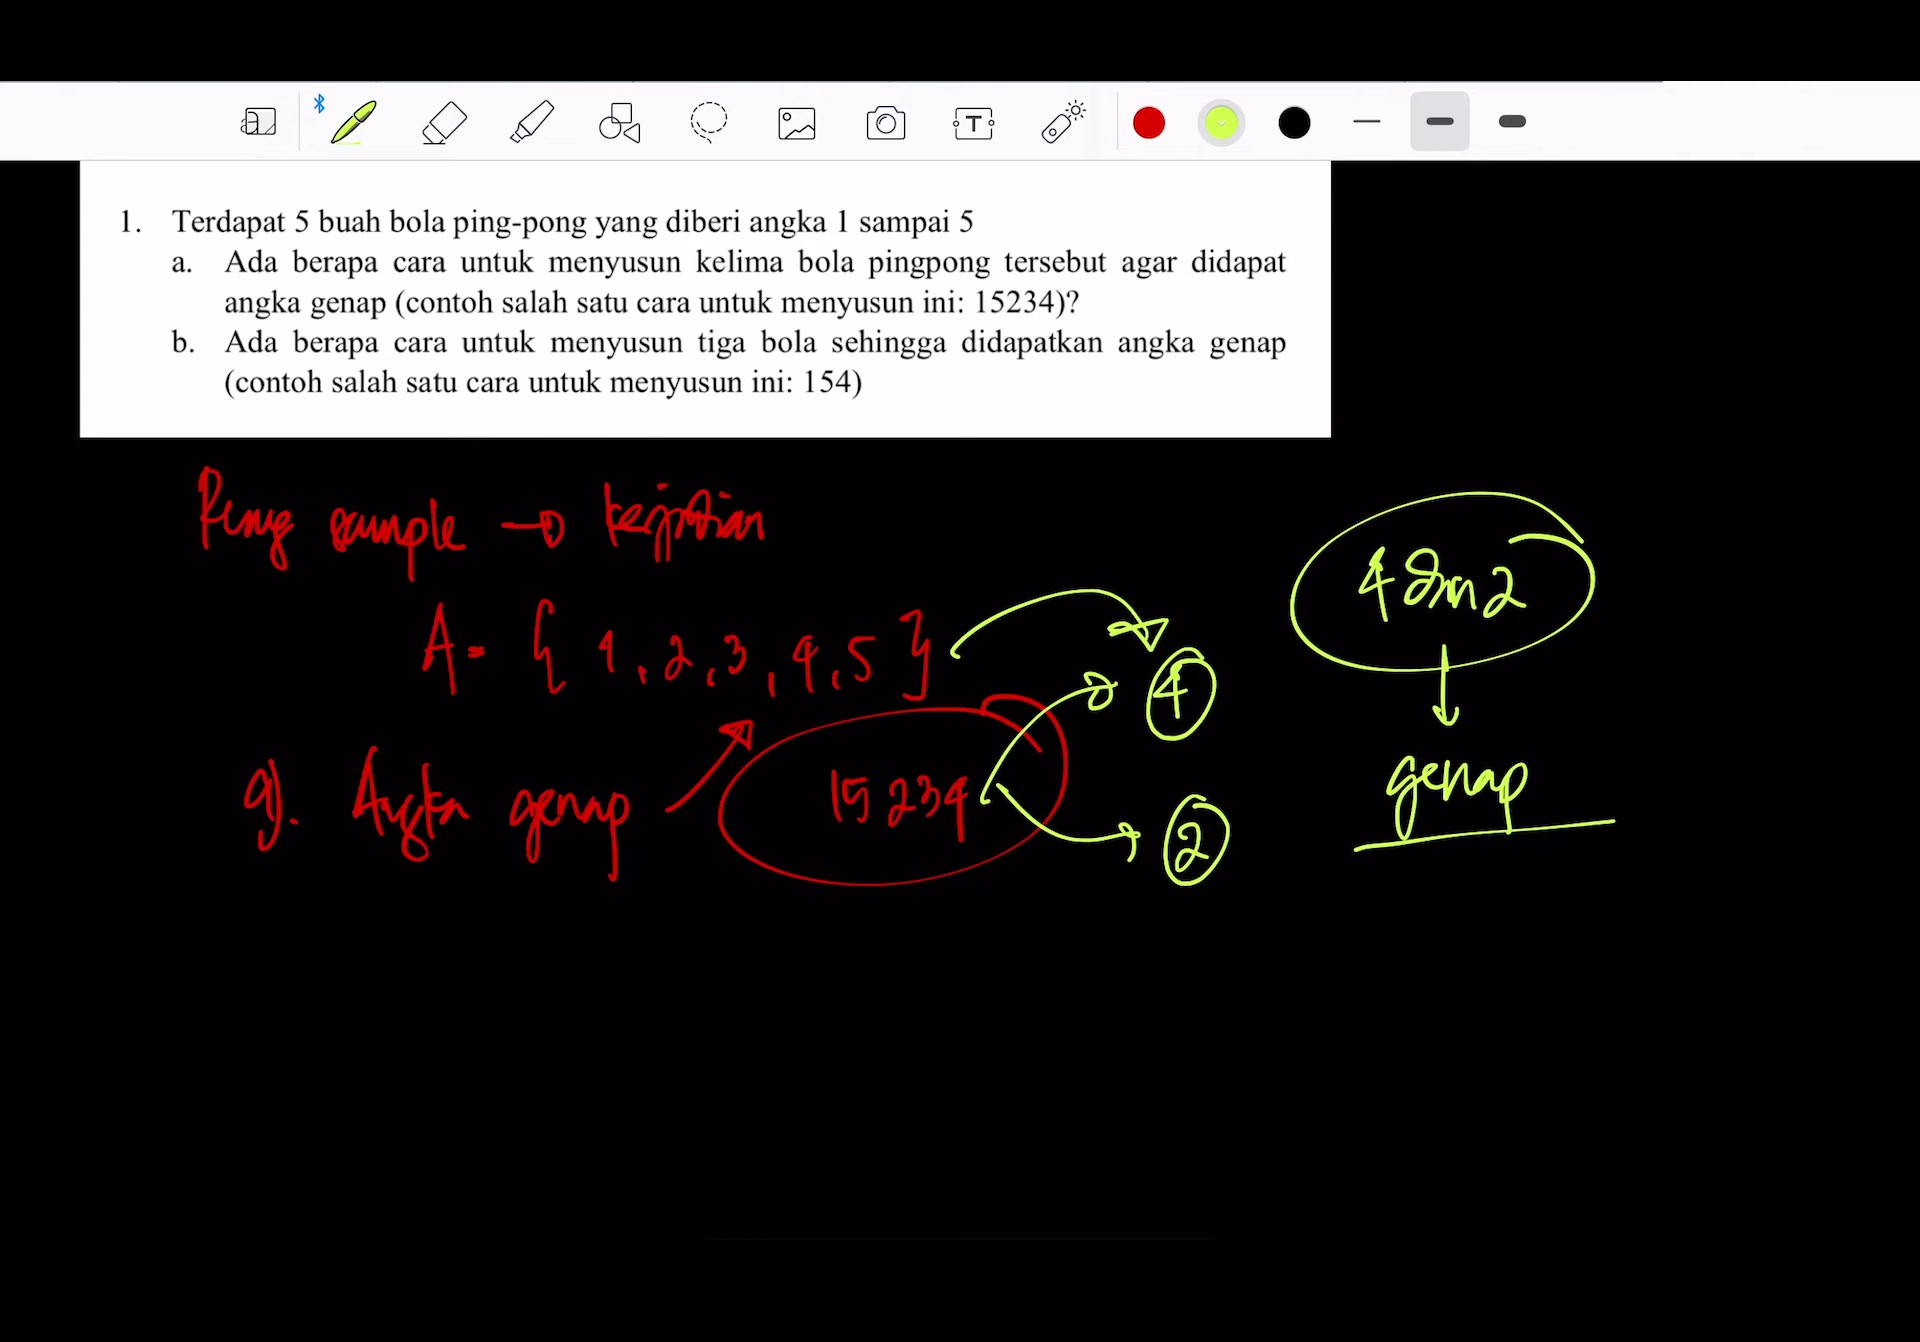 1. Terdapat 5 buah bola ping-pong yang diberi angka 1 sampai 5
a. Ada berapa cara untuk menyusun kelima bola pingpong tersebut agar didapat
angka genap (contoh salah satu cara untuk menyusun ini: 15234)?
b. Ada berapa cara untuk menyusun tiga bola sehingga didapatkan angka genap
(contoh salah satu cara untuk menyusun ini: 154)
Ruang sample → kejadian
A = { 1, 2, 3, 4, 5 }
a). Angka genap
15234
4
2
4 dan 2
genap